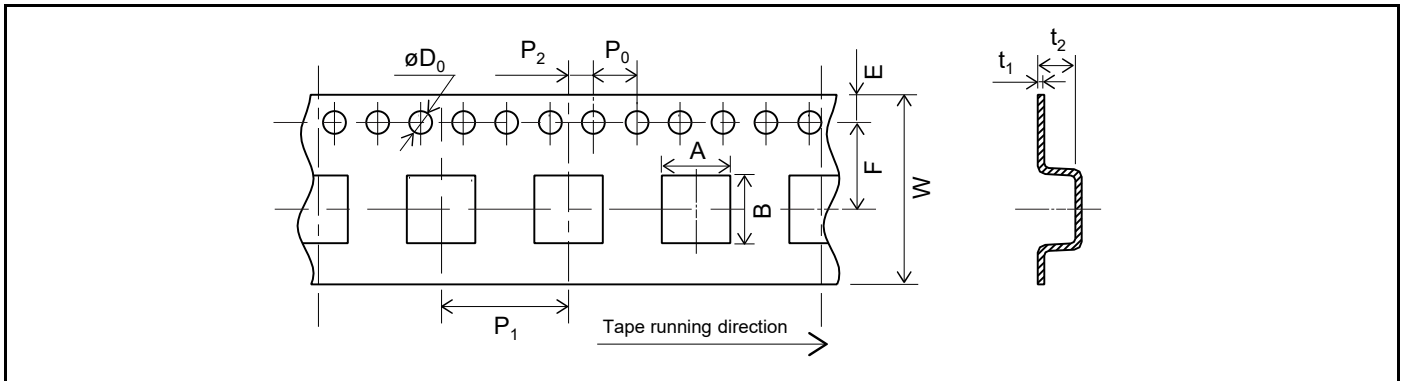 øD₀
P₂
P₀
E
t₁
t₂
A
B
F
W
P₁
Tape running direction